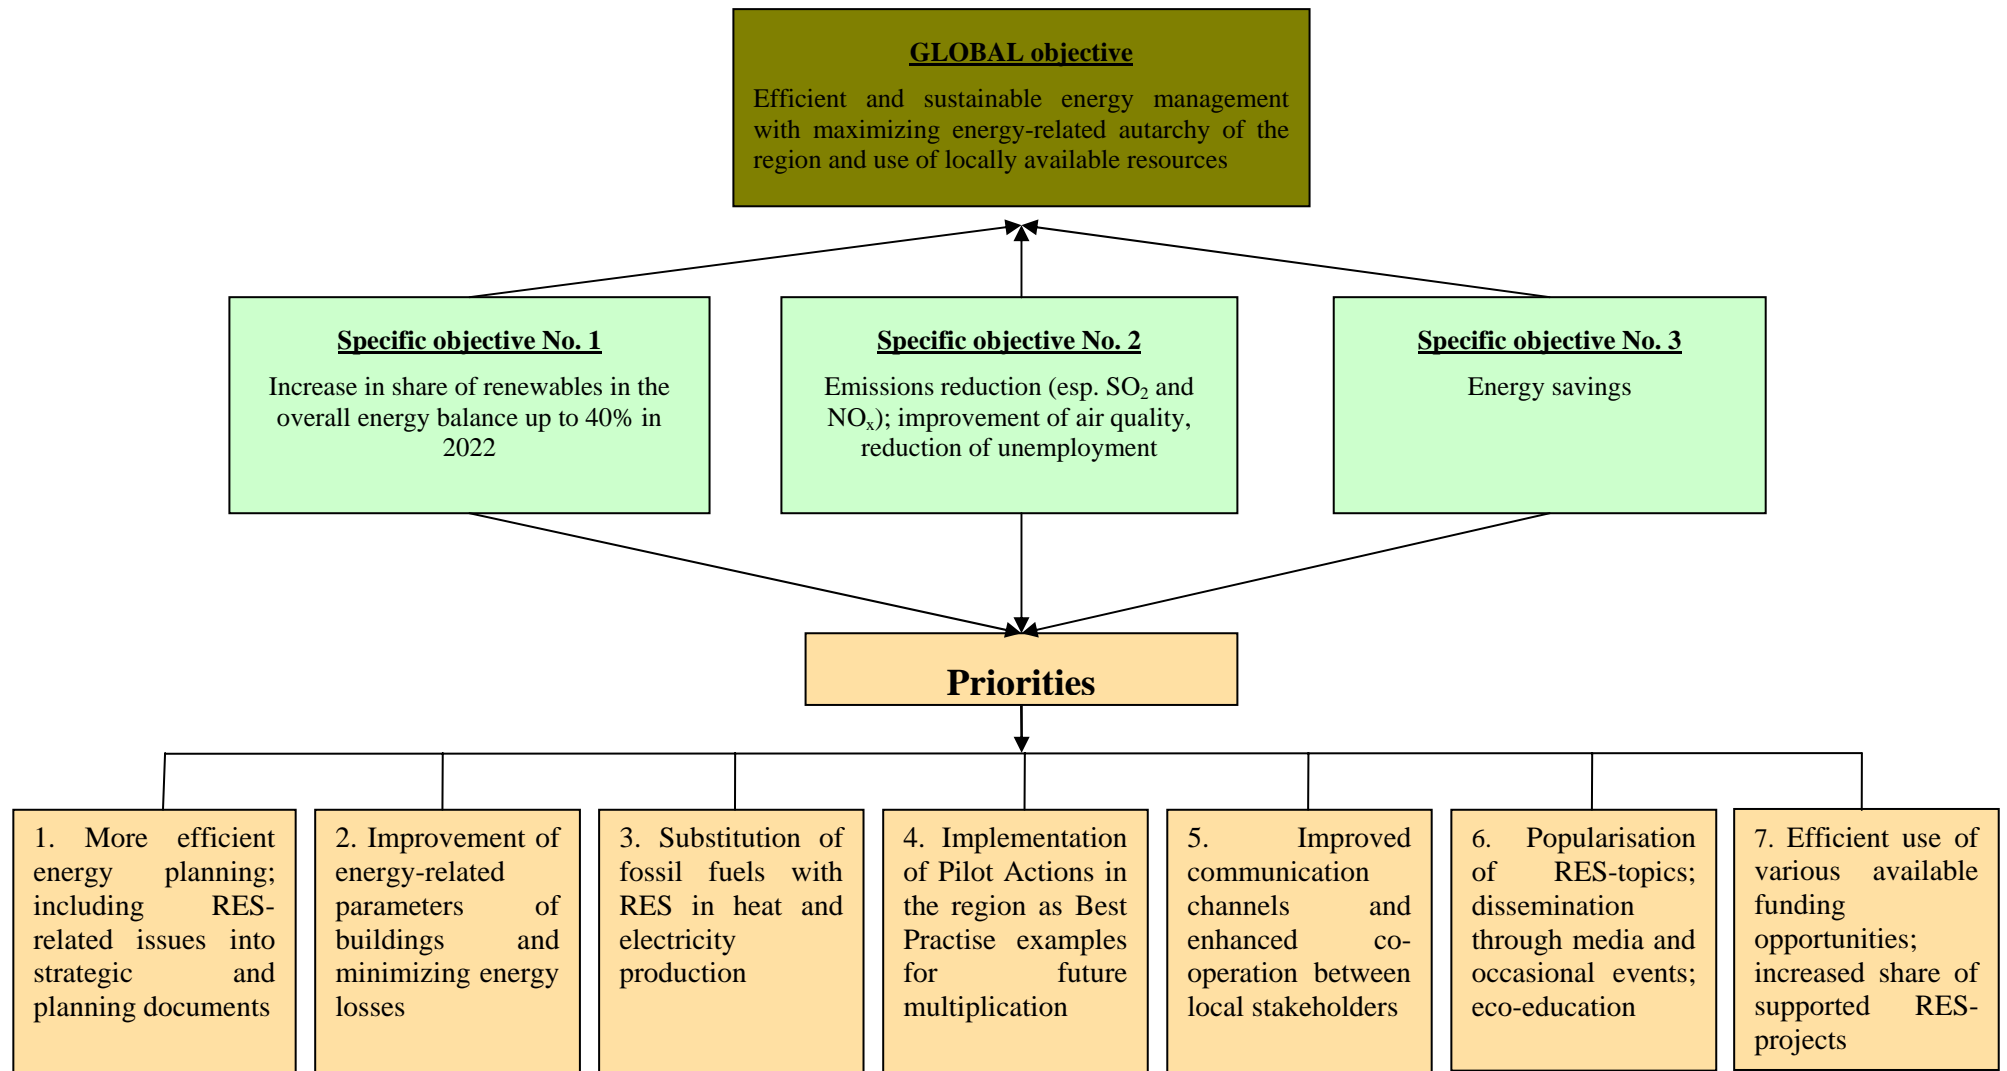 GLOBAL objective
Efficient and sustainable energy management
with maximizing energy-related autarchy of the
region and use of locally available resources
Specific objective No. 1
Increase in share of renewables in the
overall energy balance up to 40% in
2022
Specific objective No. 2
Emissions reduction (esp. SO₂ and
NOₓ); improvement of air quality,
reduction of unemployment
Specific objective No. 3
Energy savings
Priorities
1. More efficient
energy planning;
including RES-
related issues into
strategic and
planning documents
2. Improvement of
energy-related
parameters of
buildings and
minimizing energy
losses
3. Substitution of
fossil fuels with
RES in heat and
electricity
production
4. Implementation
of Pilot Actions in
the region as Best
Practise examples
for future
multiplication
5. Improved
communication
channels and
enhanced co-
operation between
local stakeholders
6. Popularisation
of RES-topics;
dissemination
through media and
occasional events;
eco-education
7. Efficient use of
various available
funding
opportunities;
increased share of
supported RES-
projects